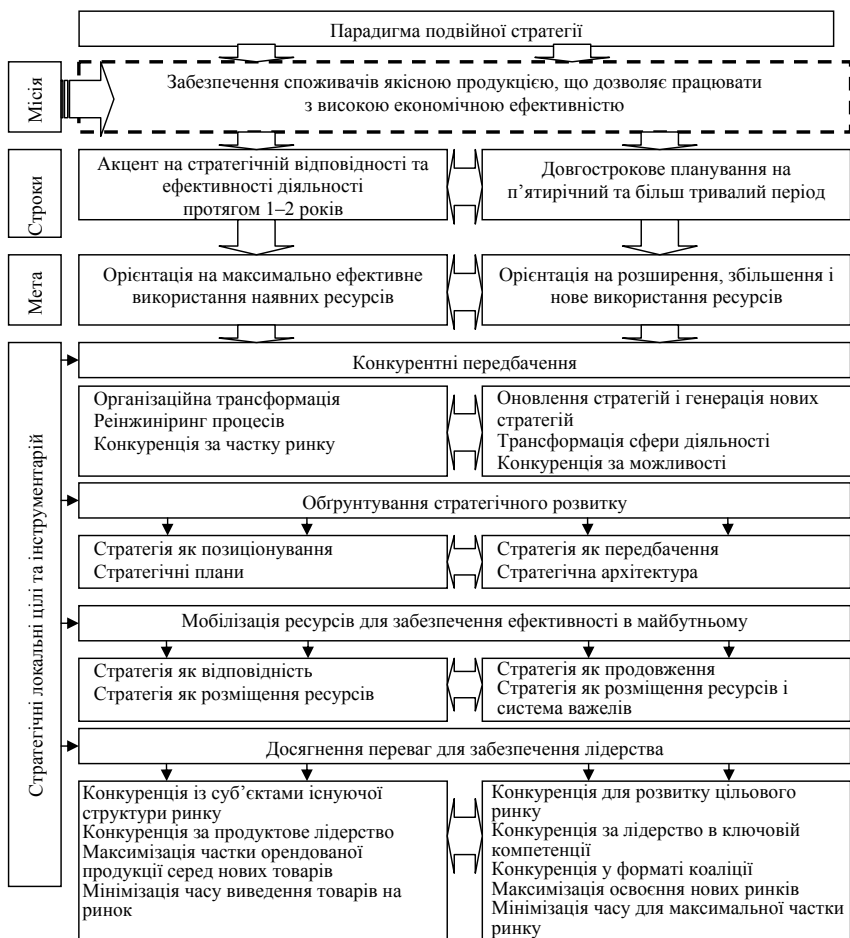 Парадигма подвійної стратегії
Місія
Забезпечення споживачів якісною продукцією, що дозволяє працювати
з високою економічною ефективністю
Строки
Акцент на стратегічній відповідності та
ефективності діяльності
протягом 1–2 років
Довгострокове планування на
п’ятирічний та більш тривалий період
Мета
Орієнтація на максимально ефективне
використання наявних ресурсів
Орієнтація на розширення, збільшення і
нове використання ресурсів
Стратегічні локальні цілі та інструментарій
Конкурентні передбачення
Організаційна трансформація
Реінжиніринг процесів
Конкуренція за частку ринку
Оновлення стратегій і генерація нових
стратегій
Трансформація сфери діяльності
Конкуренція за можливості
Обґрунтування стратегічного розвитку
Стратегія як позиціонування
Стратегічні плани
Стратегія як передбачення
Стратегічна архітектура
Мобілізація ресурсів для забезпечення ефективності в майбутньому
Стратегія як відповідність
Стратегія як розміщення ресурсів
Стратегія як продовження
Стратегія як розміщення ресурсів і
система важелів
Досягнення переваг для забезпечення лідерства
Конкуренція із суб’єктами існуючої
структури ринку
Конкуренція за продуктове лідерство
Максимізація частки орендованої
продукції серед нових товарів
Мінімізація часу виведення товарів на
ринок
Конкуренція для розвитку цільового
ринку
Конкуренція за лідерство в ключовій
компетенції
Конкуренція у форматі коаліції
Максимізація освоєння нових ринків
Мінімізація часу для максимальної частки
ринку